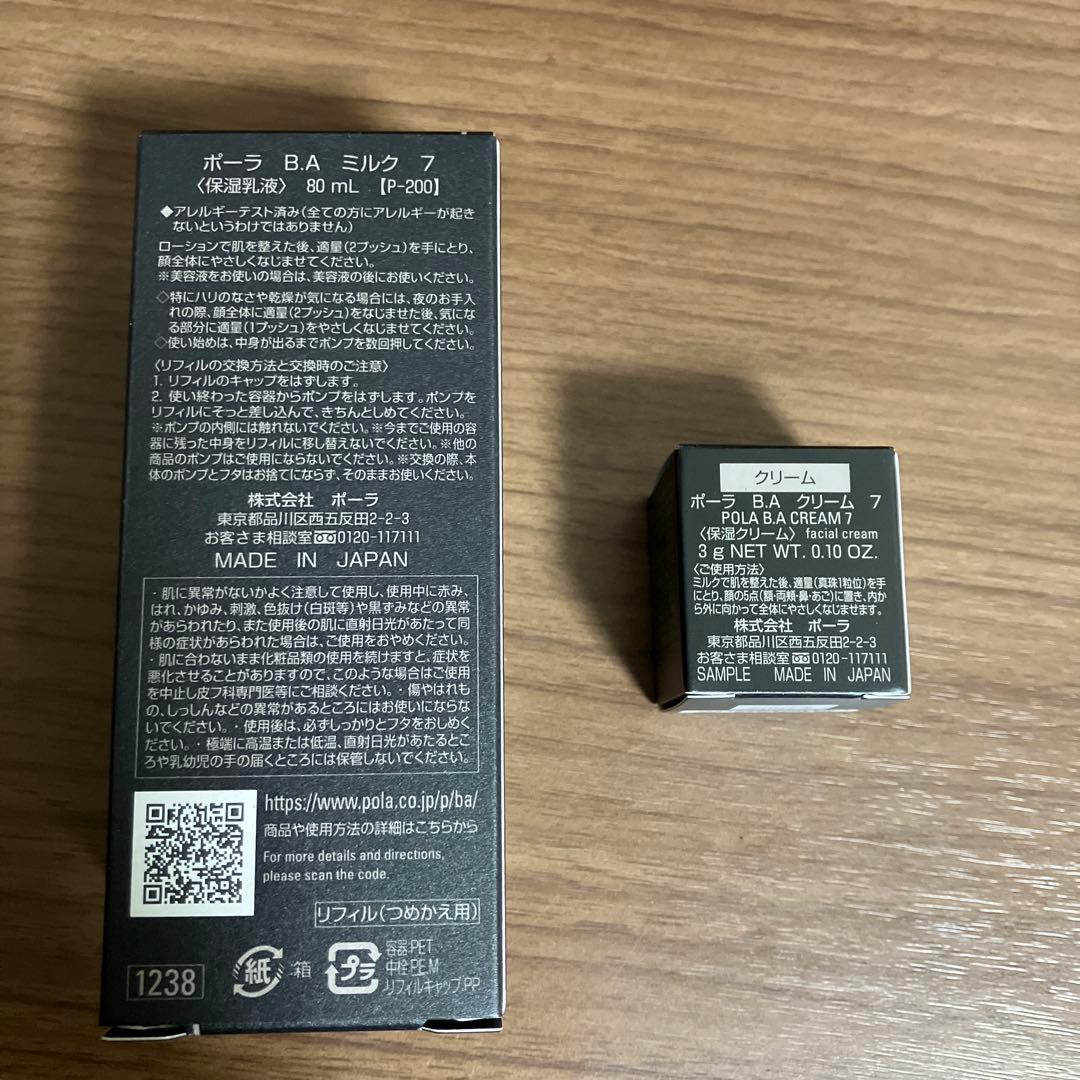 ポーラ B.A ミルク 7
〈保湿乳液〉 80 mL 【P-200】
◆アレルギーテスト済み(全ての方にアレルギーが起き
ないというわけではありません)
ローションで肌を整えた後、適量(2プッシュ)を手にとり、
顔全体にやさしくなじませてください。
※美容液をお使いの場合は、美容液の後にお使いください。
◇特にハリのなさや乾燥が気になる場合には、夜のお手入
れの際、顔全体に適量(2プッシュ)をなじませた後、気にな
る部分に適量(1プッシュ)をやさしくなじませてください。
◇使い始めは、中身が出るまでポンプを数回押してください。
〈リフィルの交換方法と交換時のご注意〉
1. リフィルのキャップをはずします。
2. 使い終わった容器からポンプをはずします。ポンプを
リフィルにそっと差し込んで、きちんとしめてください。
※ポンプの内側には触れないでください。※今までご使用の容
器に残った中身をリフィルに移し替えないでください。※他の
商品のポンプはご使用にならないでください。※交換の際、本
体のポンプとフタはお捨てにならず、そのままお使いください。
株式会社 ポーラ
東京都品川区西五反田2-2-3
お客さま相談室 0120-117111
MADE IN JAPAN
・肌に異常がないかよく注意して使用し、使用中に赤み、
はれ、かゆみ、刺激、色抜け(白斑等)や黒ずみなどの異常
があらわれたり、また使用後の肌に直射日光があたって同
様の症状があらわれた場合は、ご使用をおやめください。
・肌に合わないまま化粧品類の使用を続けますと、症状を
悪化させることがありますので、このような場合はご使用
を中止し皮フ科専門医等にご相談ください。・傷やはれも
の、しっしんなどの異常があるところにはお使いにならな
いでください。・使用後は、必ずしっかりとフタをおしめく
ださい。・極端に高温または低温、直射日光があたるとこ
ろや乳幼児の手の届くところには保管しないでください。
https://www.pola.co.jp/p/ba/
商品や使用方法の詳細はこちらから
For more details and directions,
please scan the code.
リフィル(つめかえ用)
1238
紙 :箱
プラ
容器:PET
中栓:PE,M
リフィルキャップ:PP
クリーム
ポーラ B.A クリーム 7
POLA B.A CREAM 7
〈保湿クリーム〉 facial cream
3 g NET WT. 0.10 OZ.
〈ご使用方法〉
ミルクで肌を整えた後、適量(真珠1粒位)を手
にとり、顔の5点(額・両頬・鼻・あご)に置き、内か
ら外に向かって全体にやさしくなじませます。
株式会社 ポーラ
東京都品川区西五反田2-2-3
お客さま相談室 0120-117111
SAMPLE MADE IN JAPAN